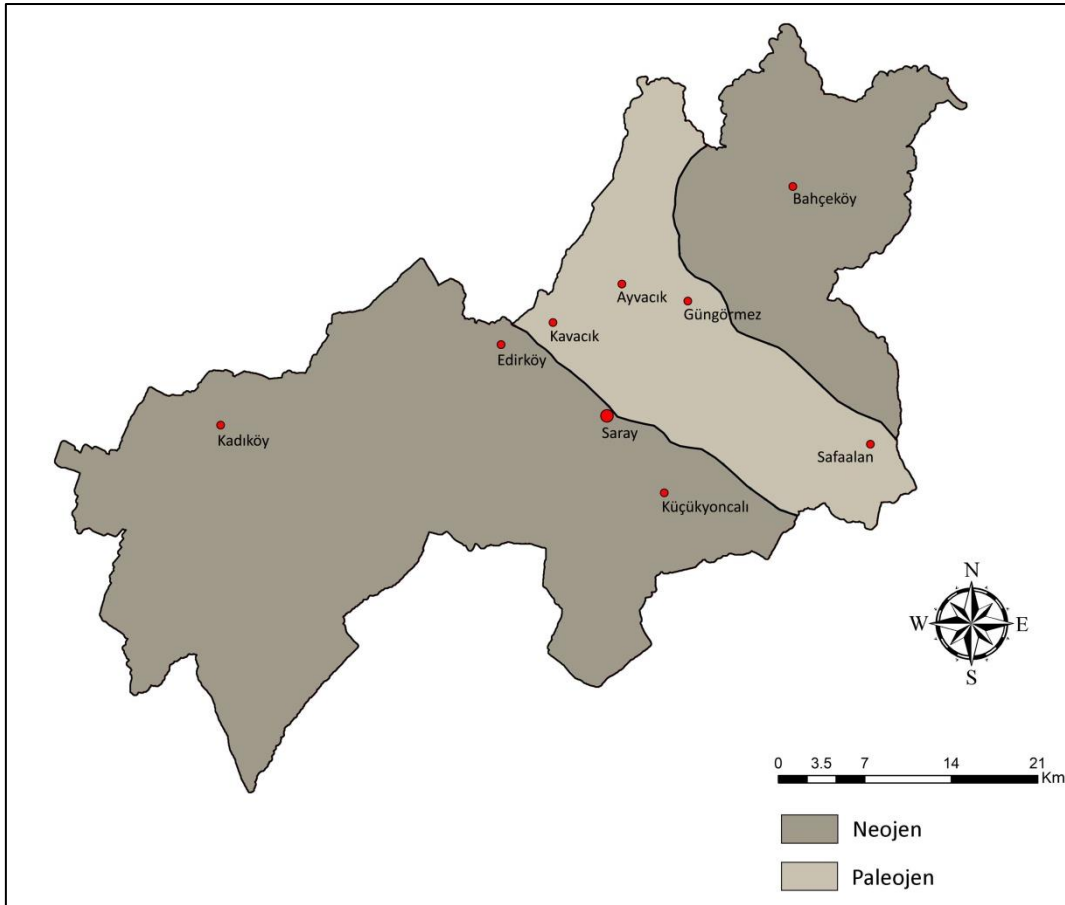 Bahçeköy
Ayvacık
Güngörmez
Kavacık
Edirköy
Saray
Kadıköy
Safaalan
Küçükyoncalı
N
W E
S
0 3.5 7 14 21
Km
Neojen
Paleojen